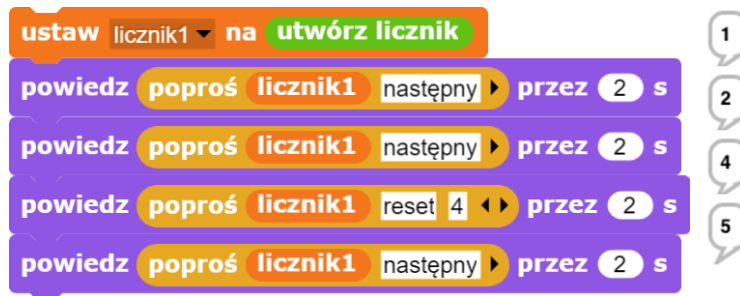 ustaw licznik1 na utwórz licznik
1
powiedz poproś licznik1 następny przez 2 s
2
powiedz poproś licznik1 następny przez 2 s
4
powiedz poproś licznik1 reset 4 przez 2 s
5
powiedz poproś licznik1 następny przez 2 s